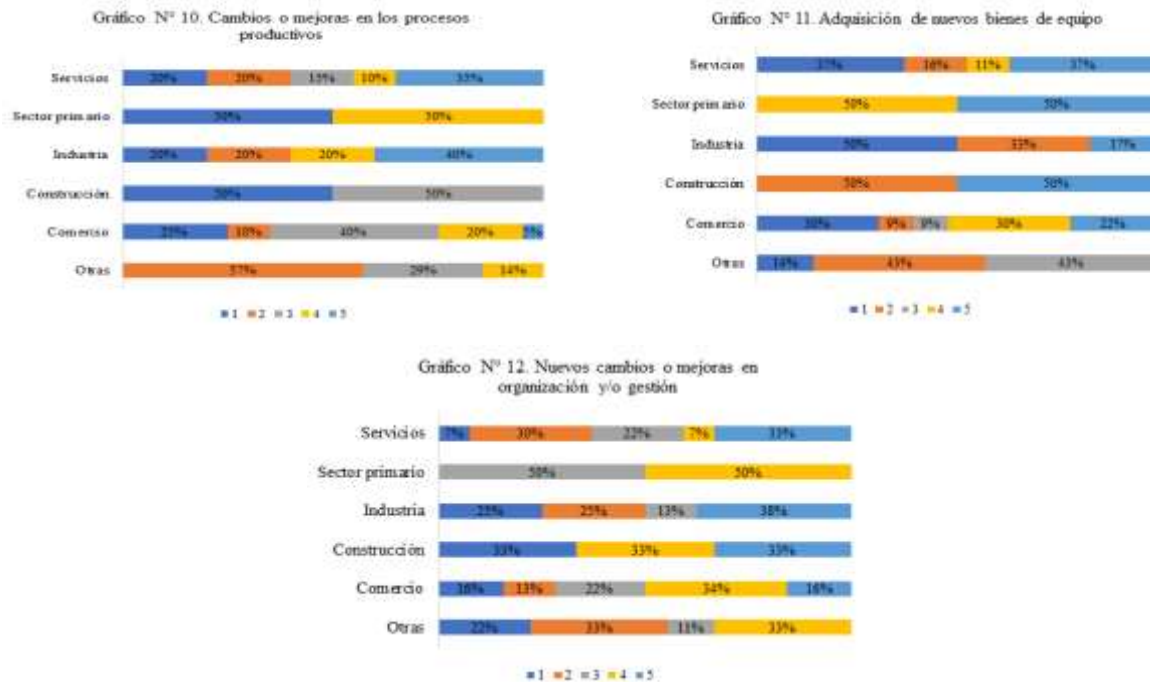 Gráfico N° 10. Cambios o mejoras en los procesos
productivos
Servicios 20% 20% 15% 10% 35%
Sector primario 50% 50%
Industria 20% 20% 20% 40%
Construcción 50% 50%
Comercio 25% 10% 40% 20% 5%
Otras 57% 29% 14%
1 2 3 4 5
Gráfico N° 11. Adquisición de nuevos bienes de equipo
Servicios 37% 16% 11% 37%
Sector primario 50% 50%
Industria 50% 33% 17%
Construcción 50% 50%
Comercio 30% 9% 9% 30% 22%
Otras 14% 43% 43%
1 2 3 4 5
Gráfico N° 12. Nuevos cambios o mejoras en
organización y/o gestión
Servicios 7% 30% 22% 7% 33%
Sector primario 50% 50%
Industria 25% 25% 13% 38%
Construcción 33% 33% 33%
Comercio 16% 13% 22% 34% 16%
Otras 22% 33% 11% 33%
1 2 3 4 5